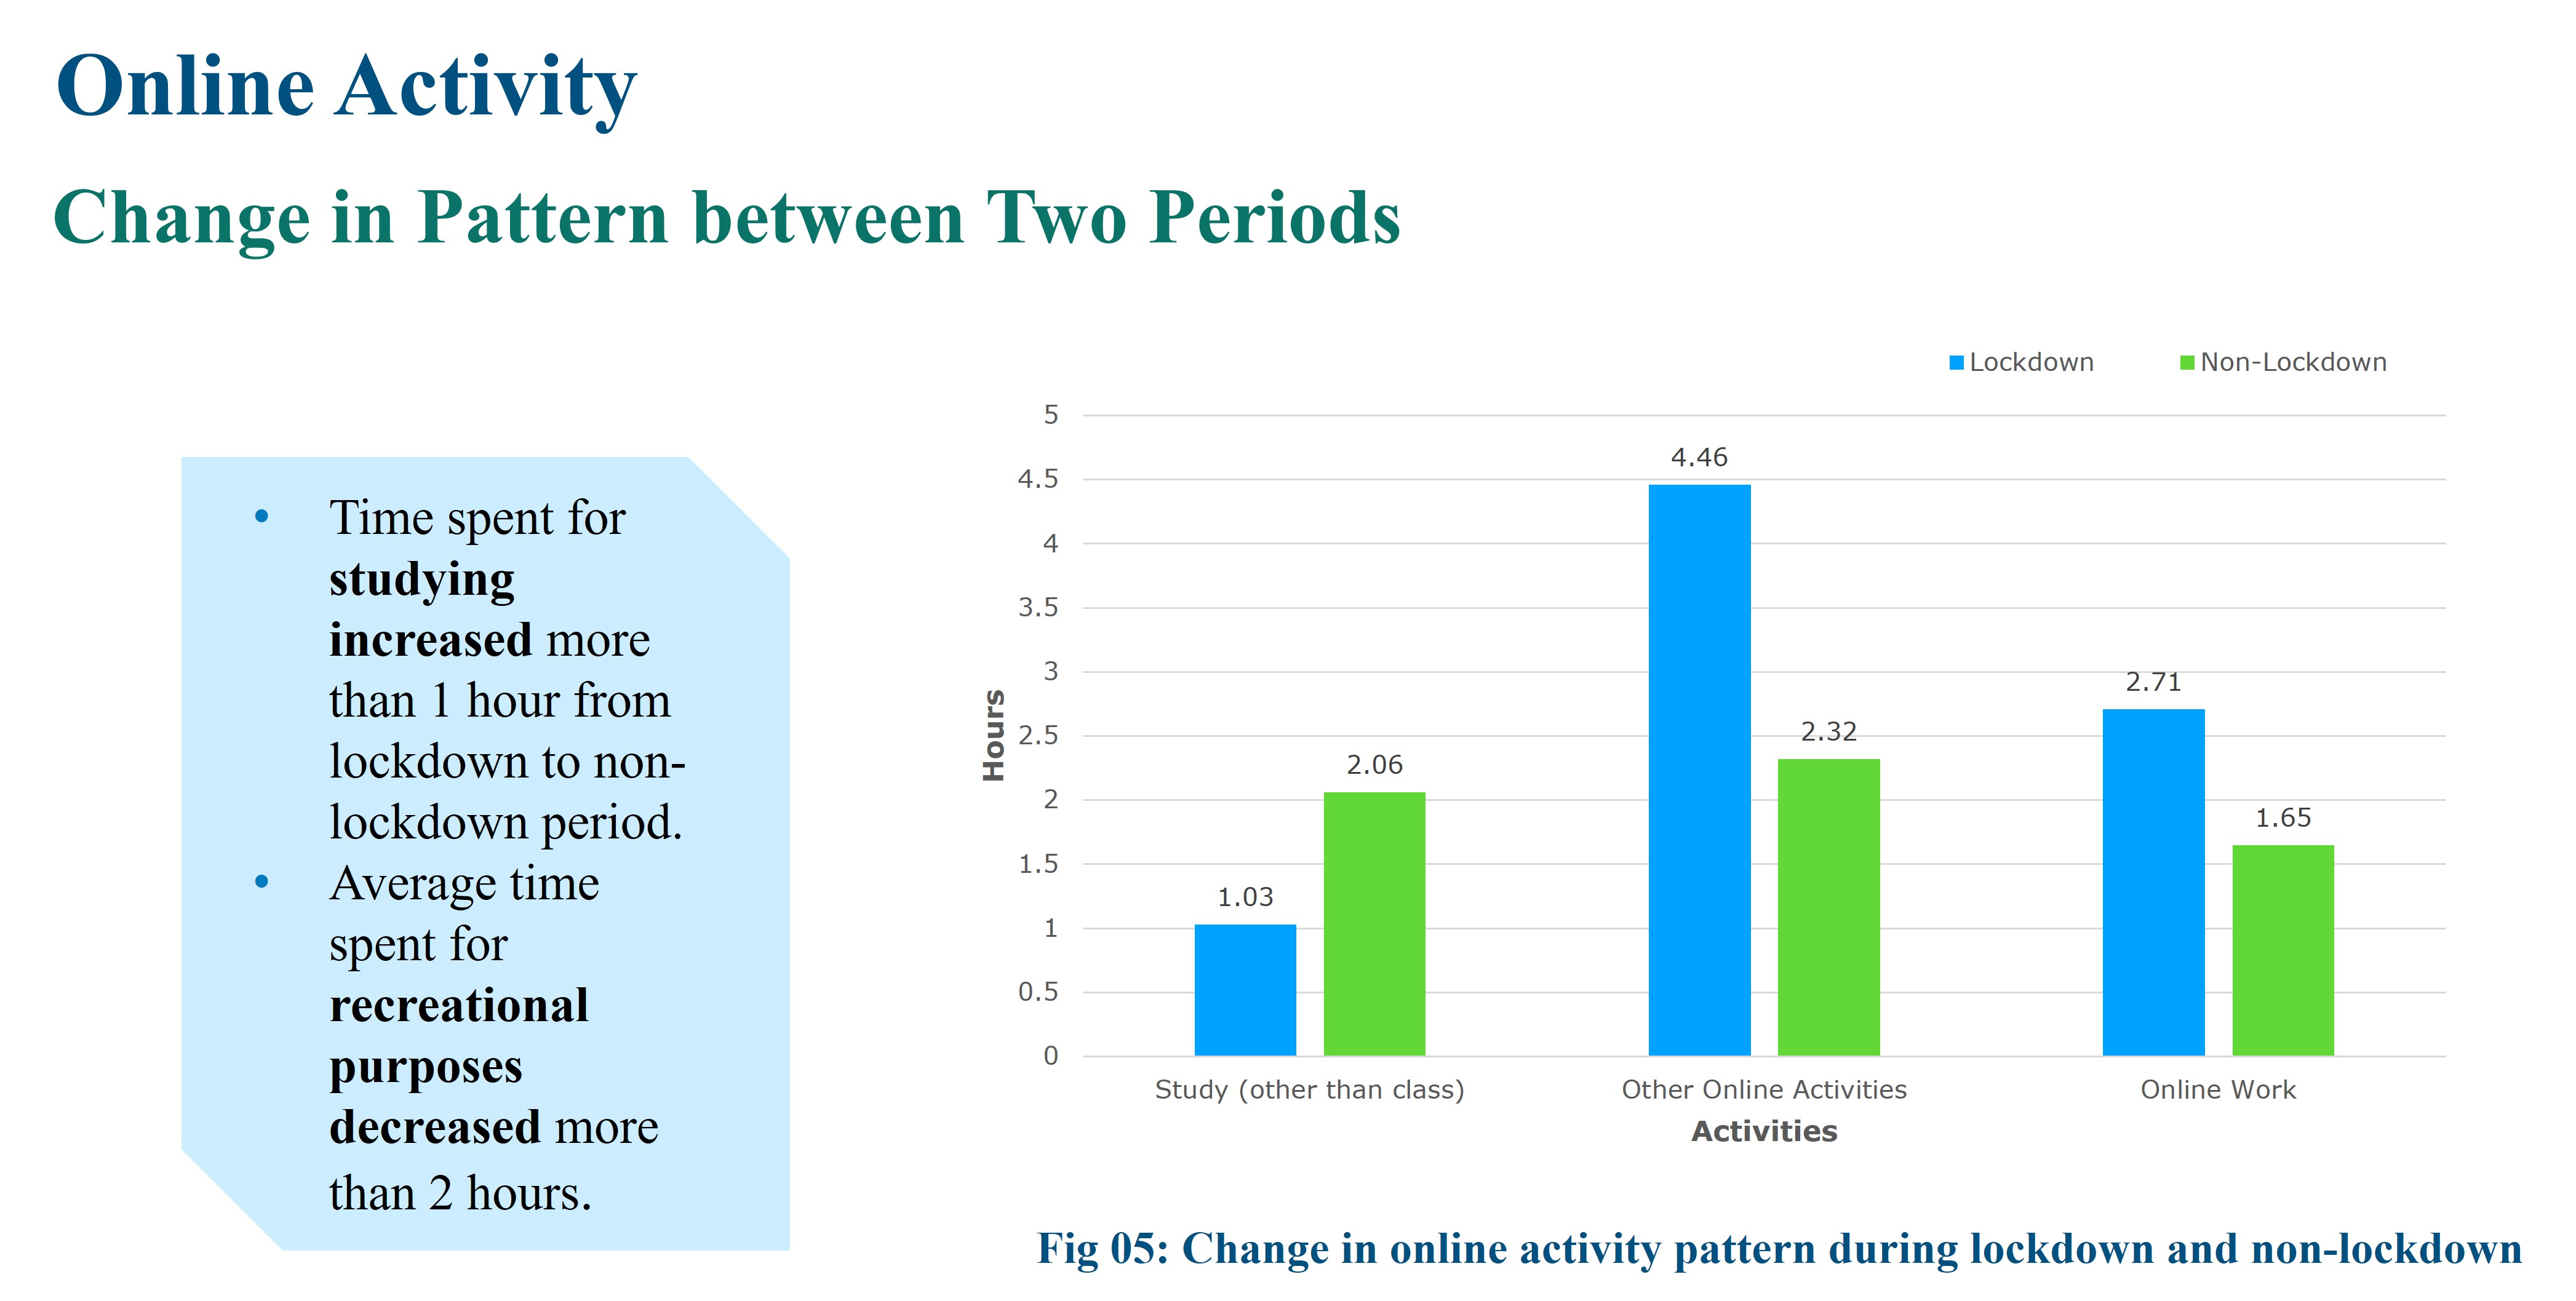 Online Activity
Change in Pattern between Two Periods
• Time spent for
studying
increased more
than 1 hour from
lockdown to non-
lockdown period.
• Average time
spent for
recreational
purposes
decreased more
than 2 hours.
Lockdown Non-Lockdown
5
4.5
4
3.5
3
2.5
2
1.5
1
0.5
0
Hours
1.03
2.06
4.46
2.32
2.71
1.65
Study (other than class) Other Online Activities Online Work
Activities
Fig 05: Change in online activity pattern during lockdown and non-lockdown